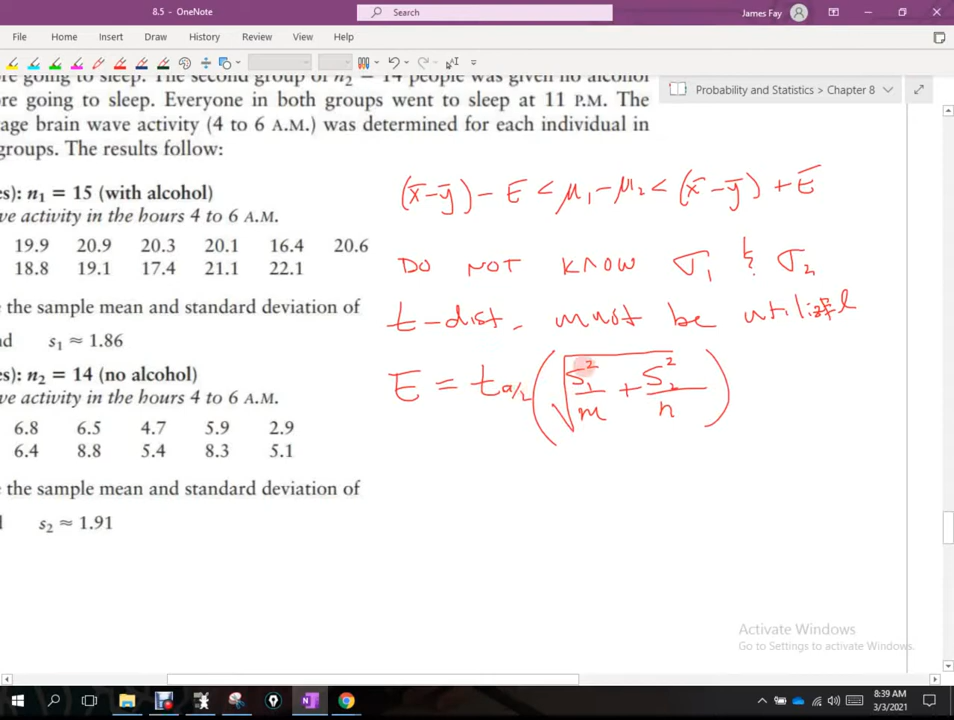 8.5 - OneNote
Search
James Fay
File Home Insert Draw History Review View Help
Probability and Statistics > Chapter 8
re going to sleep. The second group of n₂ = 14 people was given no alcohol
ore going to sleep. Everyone in both groups went to sleep at 11 P.M. The
age brain wave activity (4 to 6 A.M.) was determined for each individual in
groups. The results follow:
es): n₁ = 15 (with alcohol)
ve activity in the hours 4 to 6 A.M.
19.9 20.9 20.3 20.1 16.4 20.6
18.8 19.1 17.4 21.1 22.1
e the sample mean and standard deviation of
nd s₁ ≈ 1.86
es): n₂ = 14 (no alcohol)
ve activity in the hours 4 to 6 A.M.
6.8 6.5 4.7 5.9 2.9
6.4 8.8 5.4 8.3 5.1
e the sample mean and standard deviation of
d s₂ ≈ 1.91
(x̄-ȳ) - E < μ₁-μ₂ < (x̄-ȳ) + E
DO NOT KNOW σ₁ & σ₂
t-dist. must be
E = t α/2 (√(S₁²/m + S₂²/n))
Activate Windows
Go to Settings to activate Windows.
8:39 AM
3/3/2021